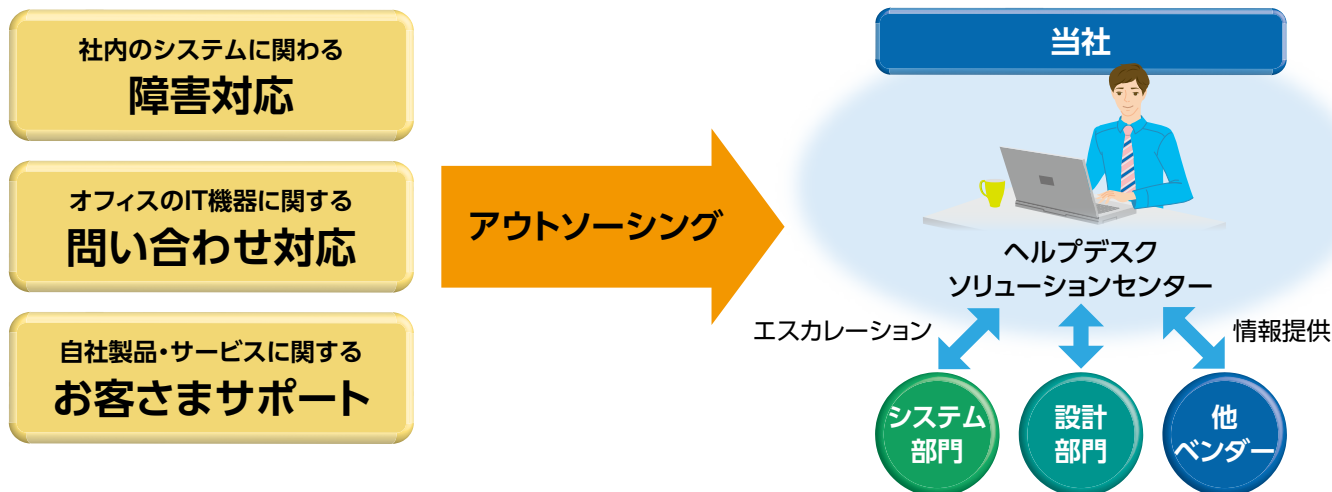 社内のシステムに関わる
障害対応
オフィスのIT機器に関する
問い合わせ対応
自社製品・サービスに関する
お客さまサポート
アウトソーシング
当社
ヘルプデスク
ソリューションセンター
エスカレーション
情報提供
システム
部門
設計
部門
他
ベンダー